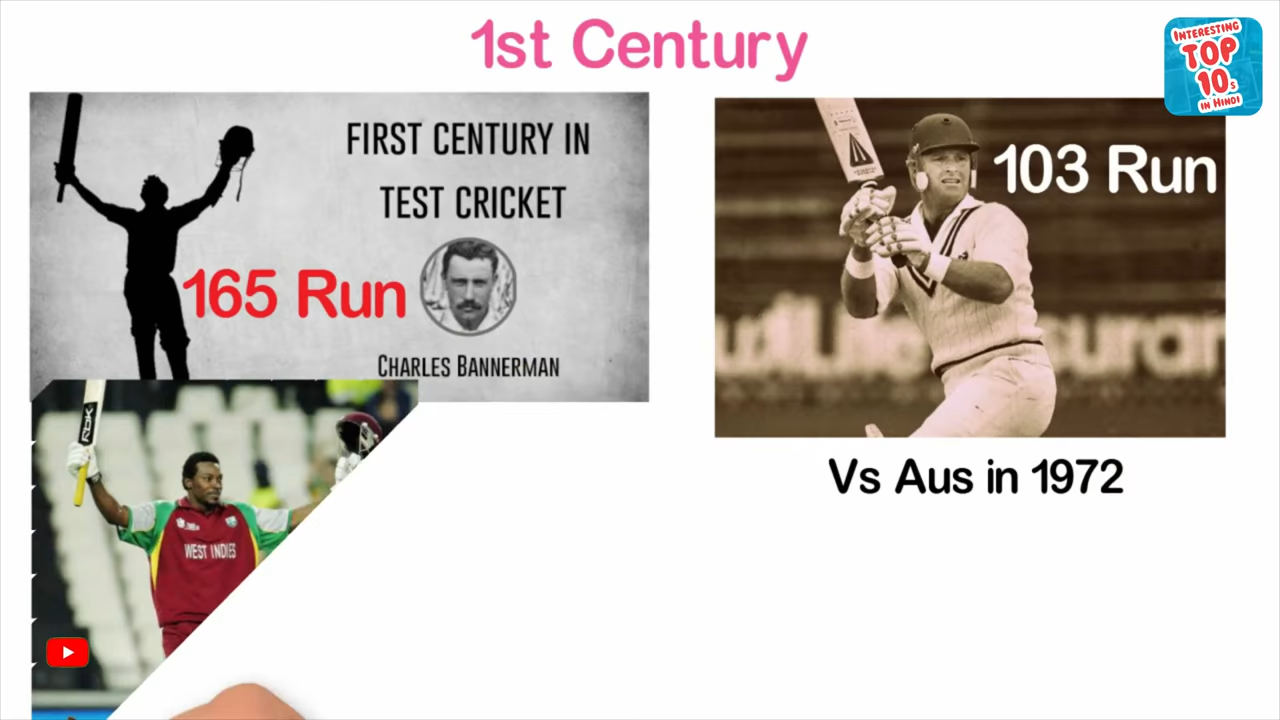 1st Century
INTERESTING
TOP
10s
IN HINDI
FIRST CENTURY IN
TEST CRICKET
165 Run
CHARLES BANNERMAN
103 Run
Vs Aus in 1972
RBK
WEST INDIES